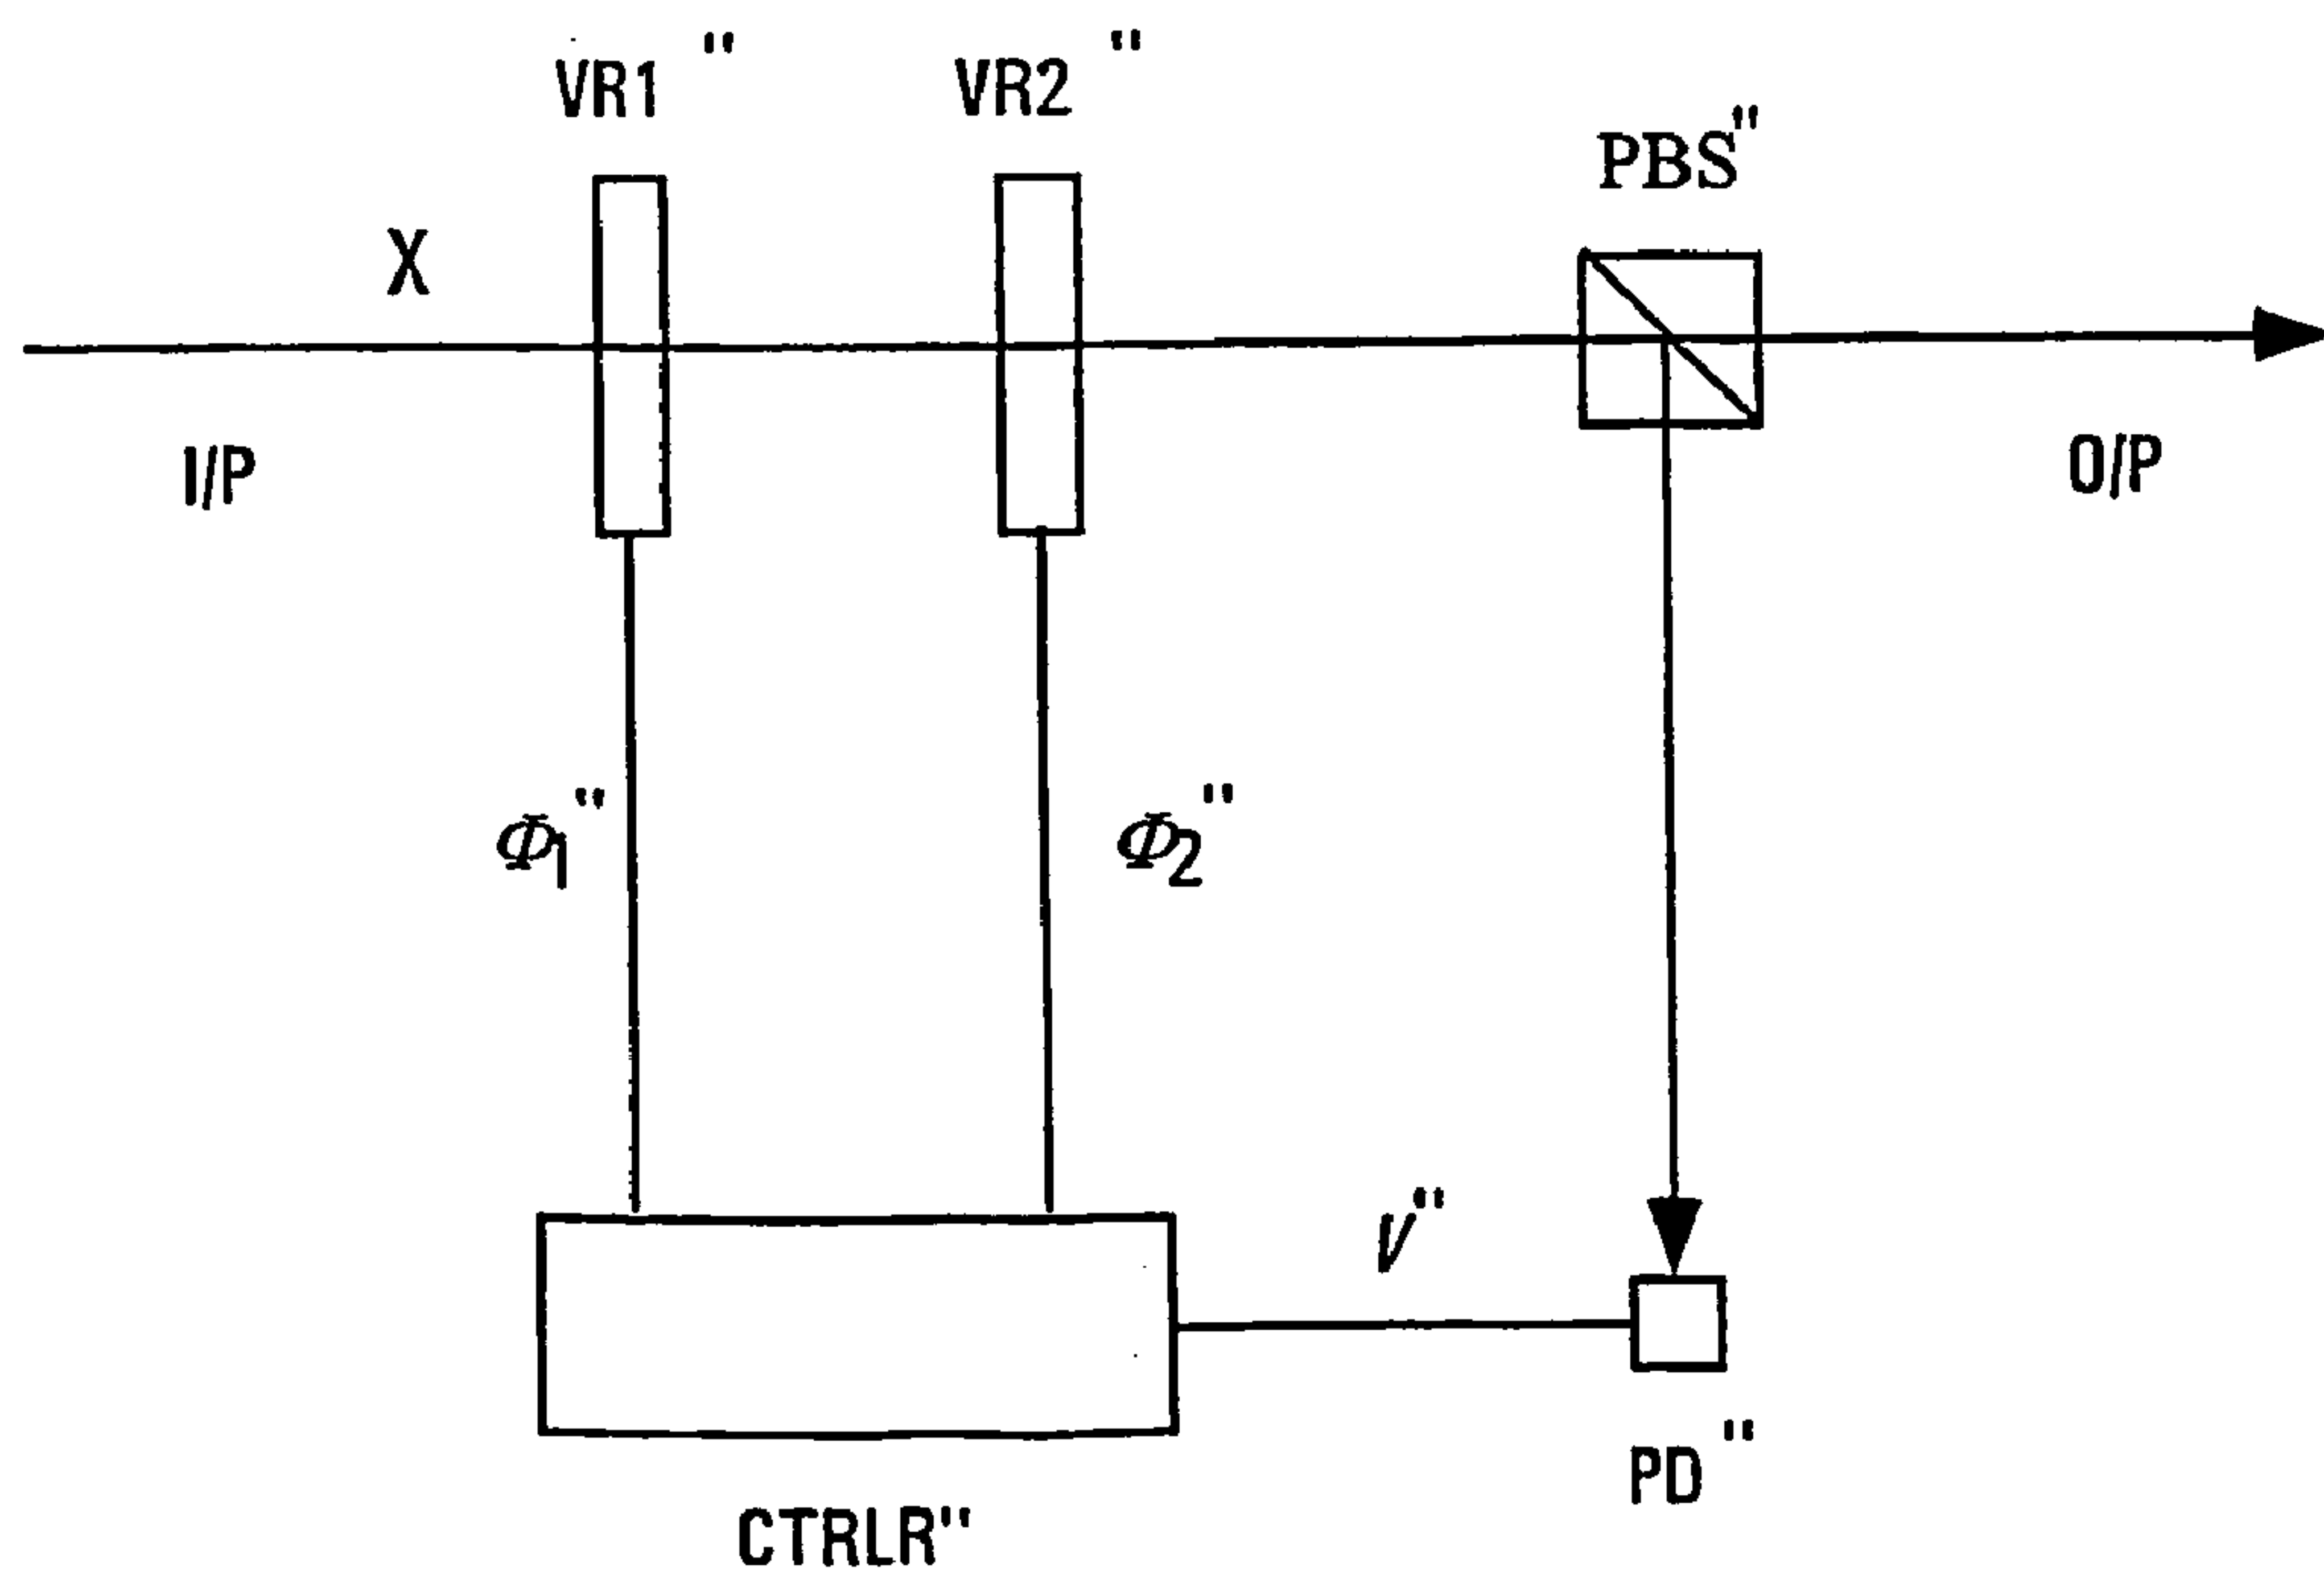 VR1"
VR2"
PBS"
X
I/P
O/P
Φ1"
Φ2"
V"
PD"
CTRLR"